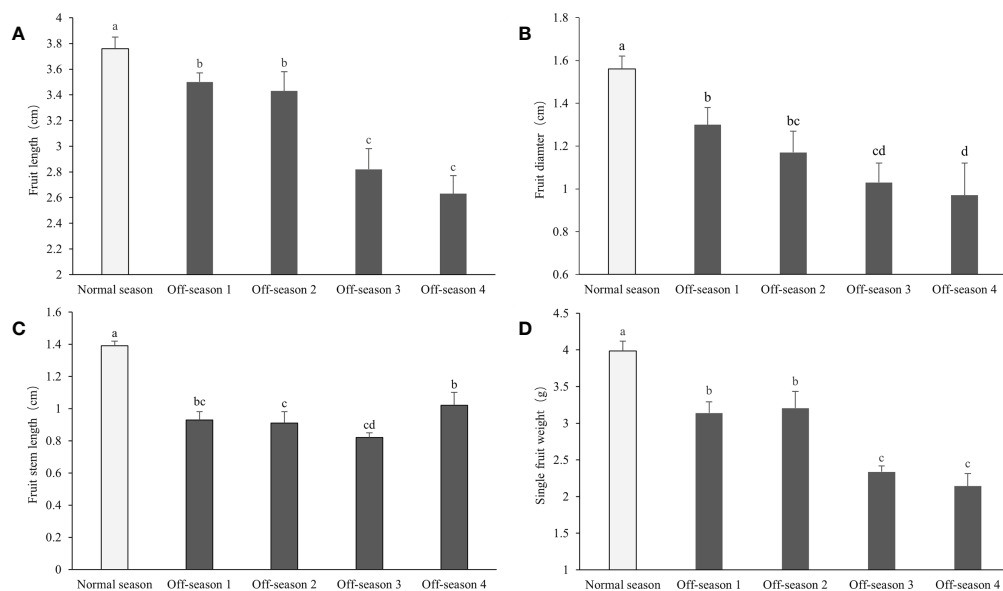 A
Fruit length (cm)
4
3.8
3.6
3.4
3.2
3
2.8
2.6
2.4
2.2
2
a
b
b
c
c
Normal season Off-season 1 Off-season 2 Off-season 3 Off-season 4
B
Fruit diamter (cm)
1.8
1.6
1.4
1.2
1
0.8
0.6
a
b
bc
cd
d
Normal season Off-season 1 Off-season 2 Off-season 3 Off-season 4
C
Fruit stem length (cm)
1.6
1.4
1.2
1
0.8
0.6
0.4
0.2
0
a
bc
c
cd
b
Normal season Off-season 1 Off-season 2 Off-season 3 Off-season 4
D
Single fruit weight (g)
4.5
4
3.5
3
2.5
2
1.5
1
a
b
b
c
c
Normal season Off-season 1 Off-season 2 Off-season 3 Off-season 4